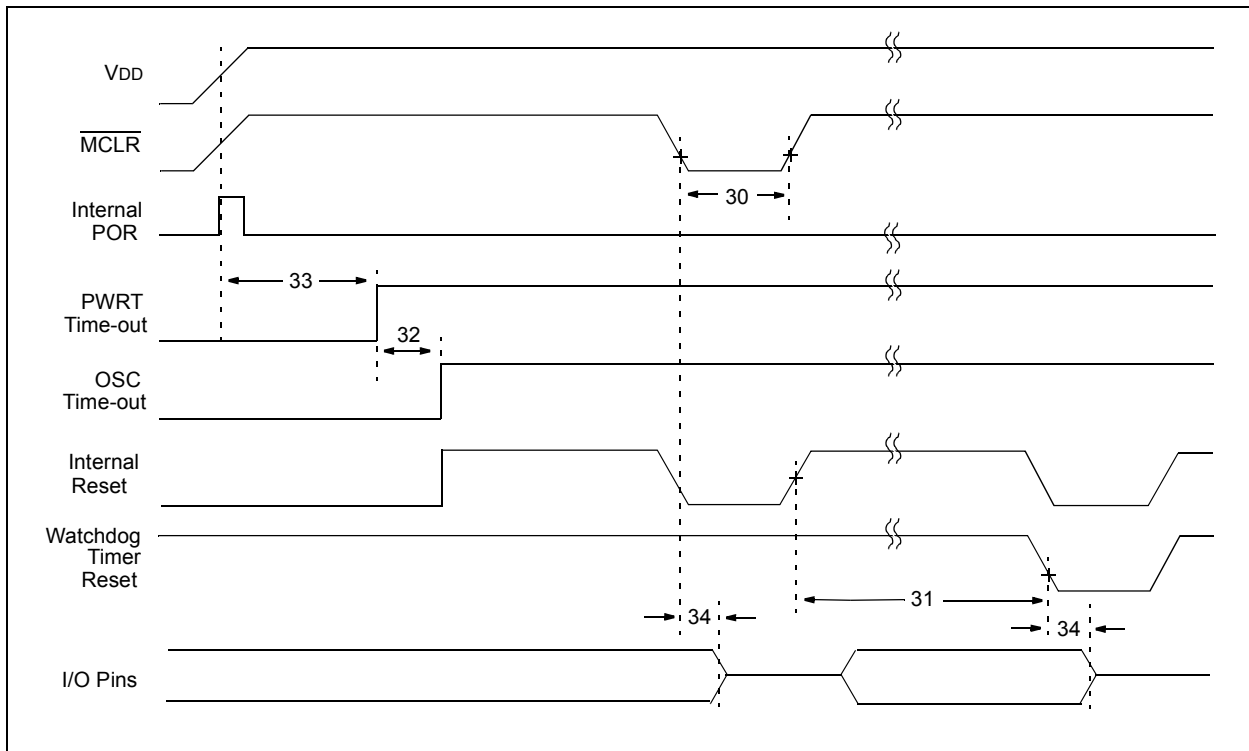 VDD
MCLR
30
Internal
POR
33
PWRT
Time-out
32
OSC
Time-out
Internal
Reset
Watchdog
Timer
Reset
31
34
34
I/O Pins